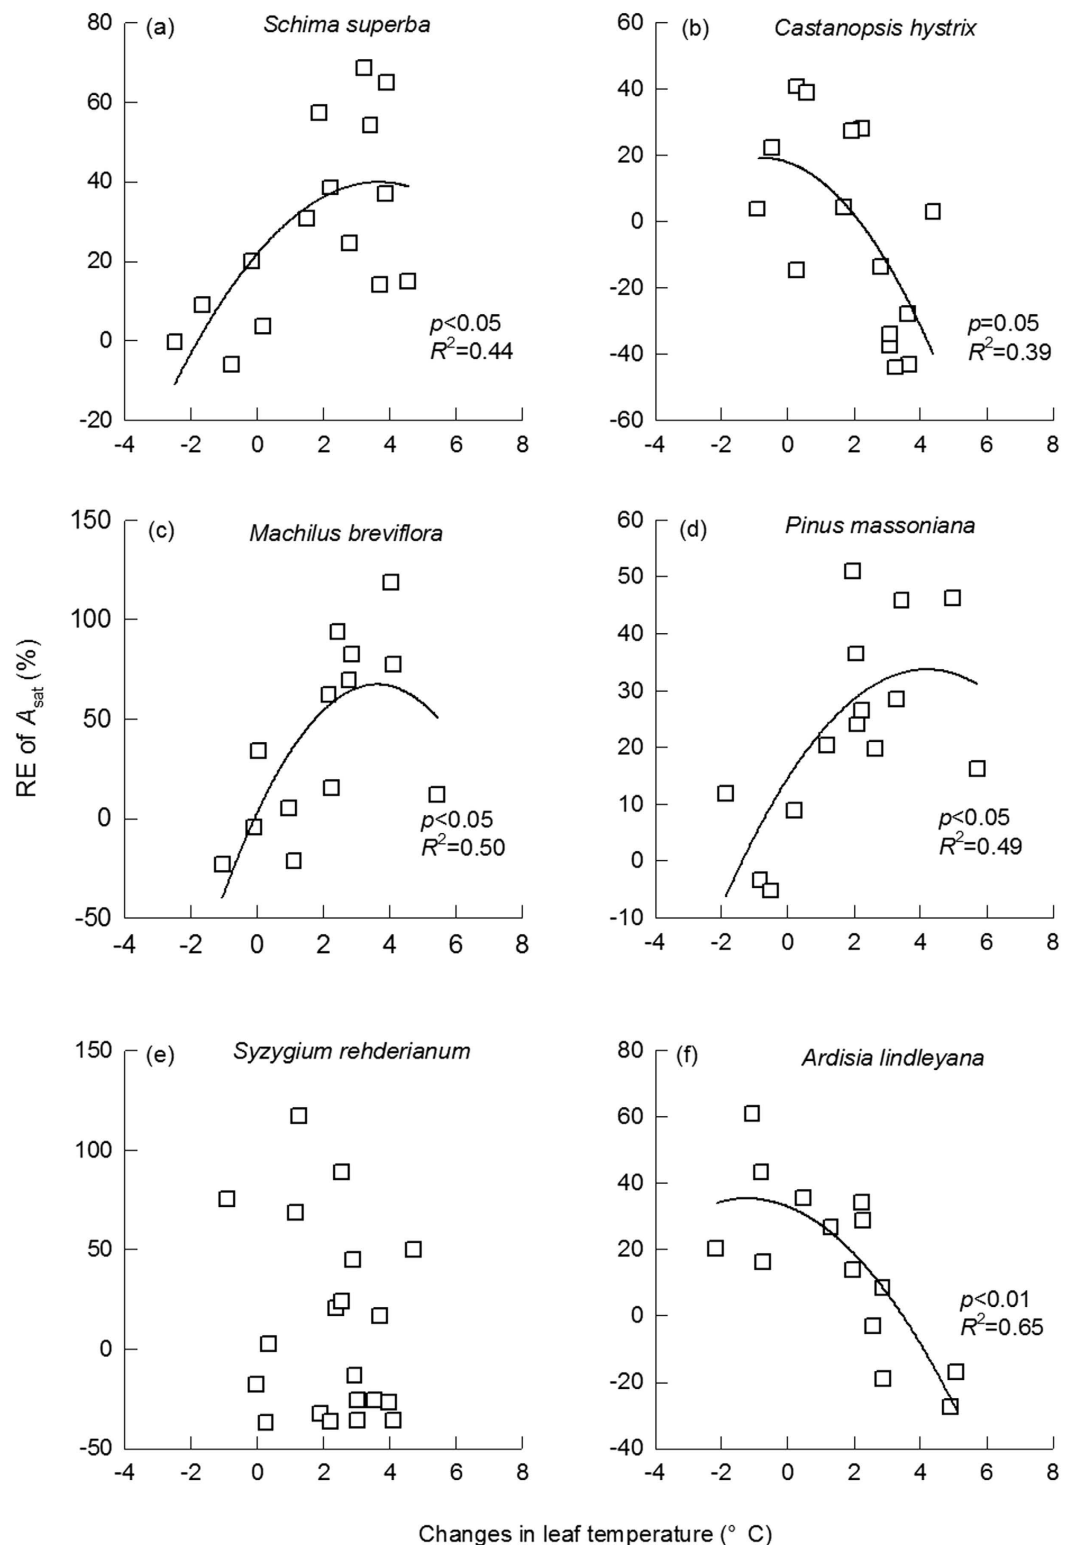 (a) Schima superba
80
60
40
20
0
-20
p<0.05
R2=0.44
-4 -2 0 2 4 6 8
(b) Castanopsis hystrix
60
40
20
0
-20
-40
-60
p=0.05
R2=0.39
-4 -2 0 2 4 6 8
(c) Machilus breviflora
150
100
50
0
-50
p<0.05
R2=0.50
-4 -2 0 2 4 6 8
(d) Pinus massoniana
60
50
40
30
20
10
0
-10
p<0.05
R2=0.49
-4 -2 0 2 4 6 8
RE of Asat (%)
(e) Syzygium rehderianum
150
100
50
0
-50
-4 -2 0 2 4 6 8
(f) Ardisia lindleyana
80
60
40
20
0
-20
-40
p<0.01
R2=0.65
-4 -2 0 2 4 6 8
Changes in leaf temperature (° C)